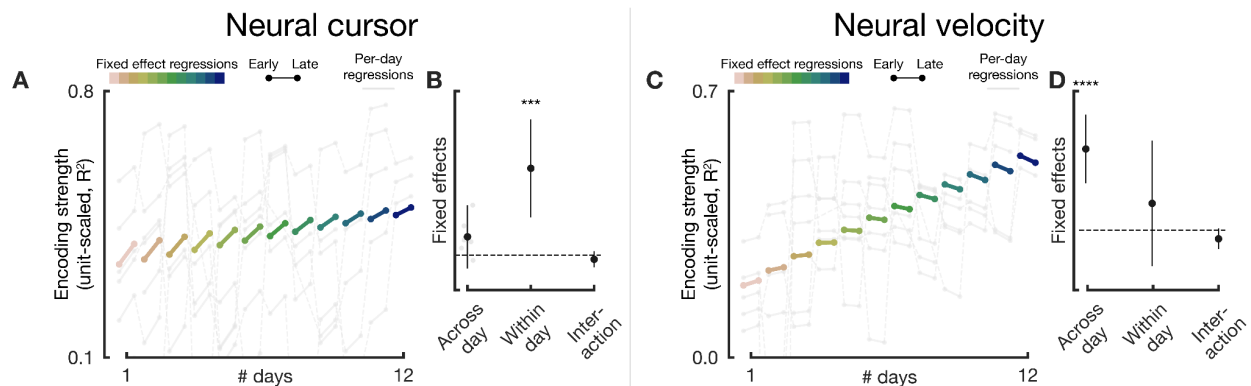 Neural cursor
A
Fixed effect regressions
Early Late
Per-day
regressions
B
0.8
0.1
Encoding strength
(unit-scaled, R²)
1
# days
12
Fixed effects
***
Across
day
Within
day
Inter-
action
Neural velocity
C
Fixed effect regressions
Early Late
Per-day
regressions
D
0.7
0.0
Encoding strength
(unit-scaled, R²)
1
# days
12
Fixed effects
****
Across
day
Within
day
Inter-
action